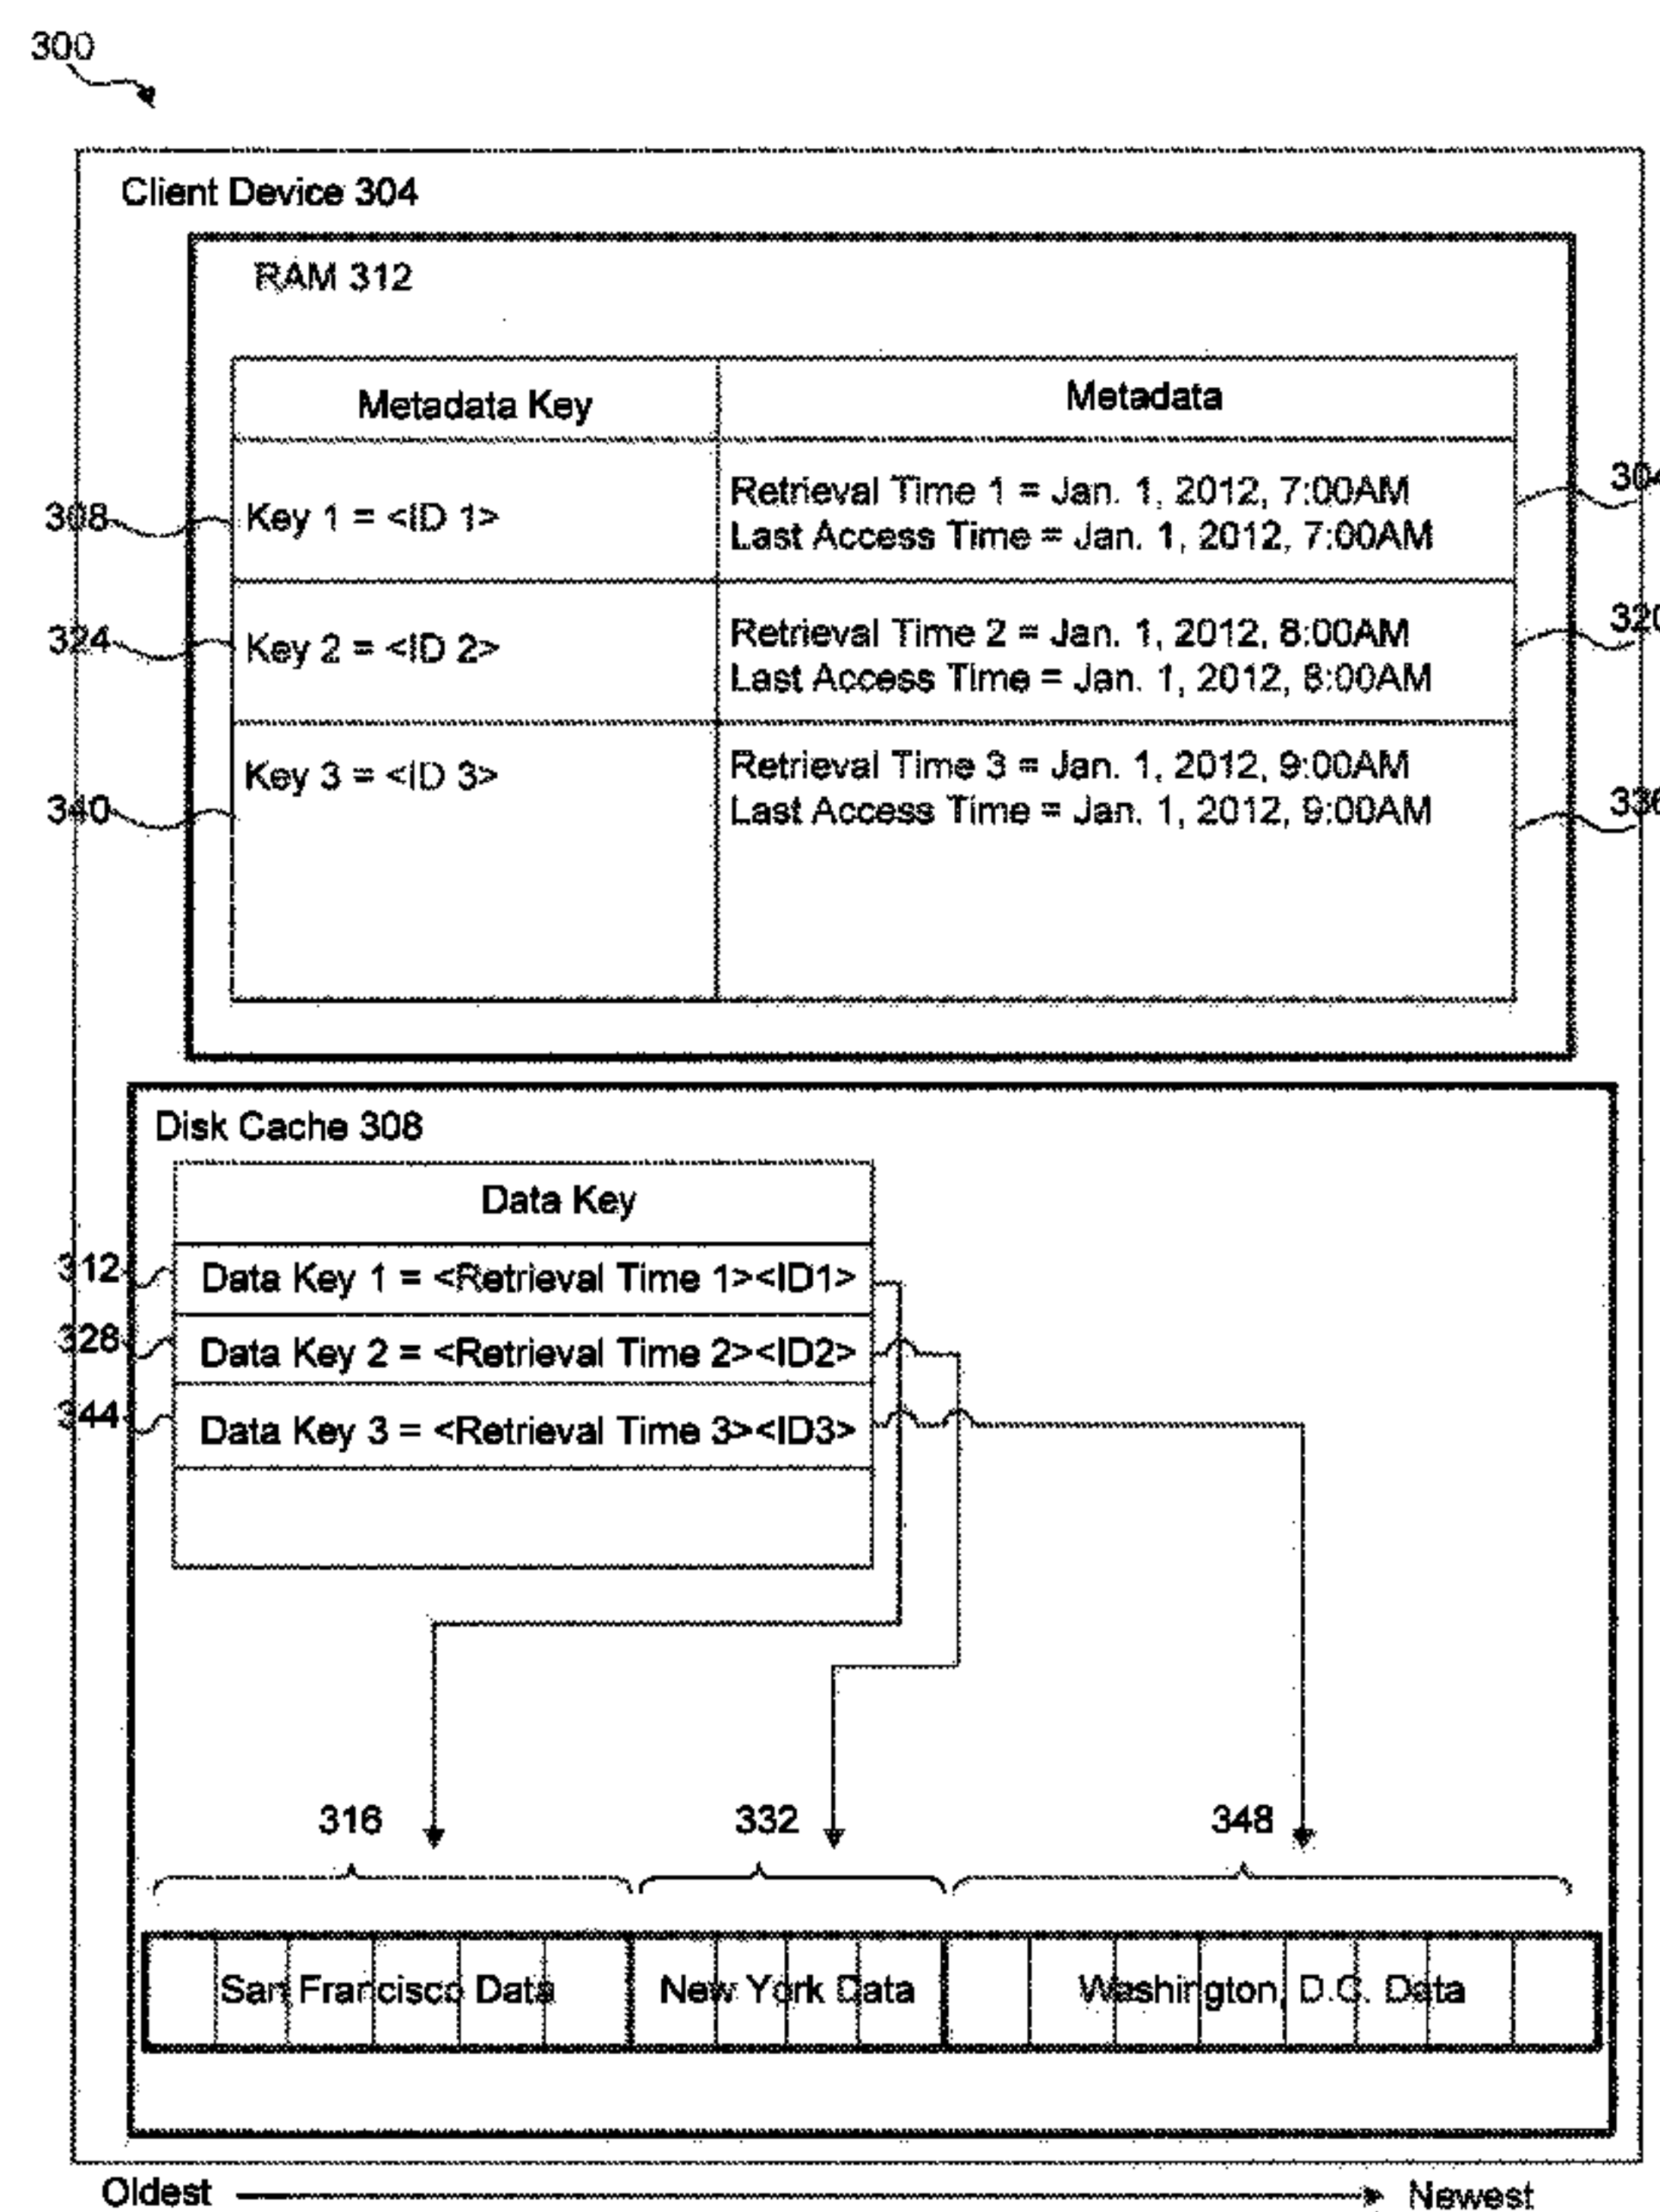 300
Client Device 304
RAM 312
Metadata Key
Metadata
308
Key 1 = <ID 1>
Retrieval Time 1 = Jan. 1, 2012, 7:00AM
Last Access Time = Jan. 1, 2012, 7:00AM
304
324
Key 2 = <ID 2>
Retrieval Time 2 = Jan. 1, 2012, 8:00AM
Last Access Time = Jan. 1, 2012, 8:00AM
320
340
Key 3 = <ID 3>
Retrieval Time 3 = Jan. 1, 2012, 9:00AM
Last Access Time = Jan. 1, 2012, 9:00AM
336
Disk Cache 308
Data Key
312
Data Key 1 = <Retrieval Time 1><ID1>
328
Data Key 2 = <Retrieval Time 2><ID2>
344
Data Key 3 = <Retrieval Time 3><ID3>
316
332
348
San Francisco Data
New York Data
Washington, D.C. Data
Oldest
Newest